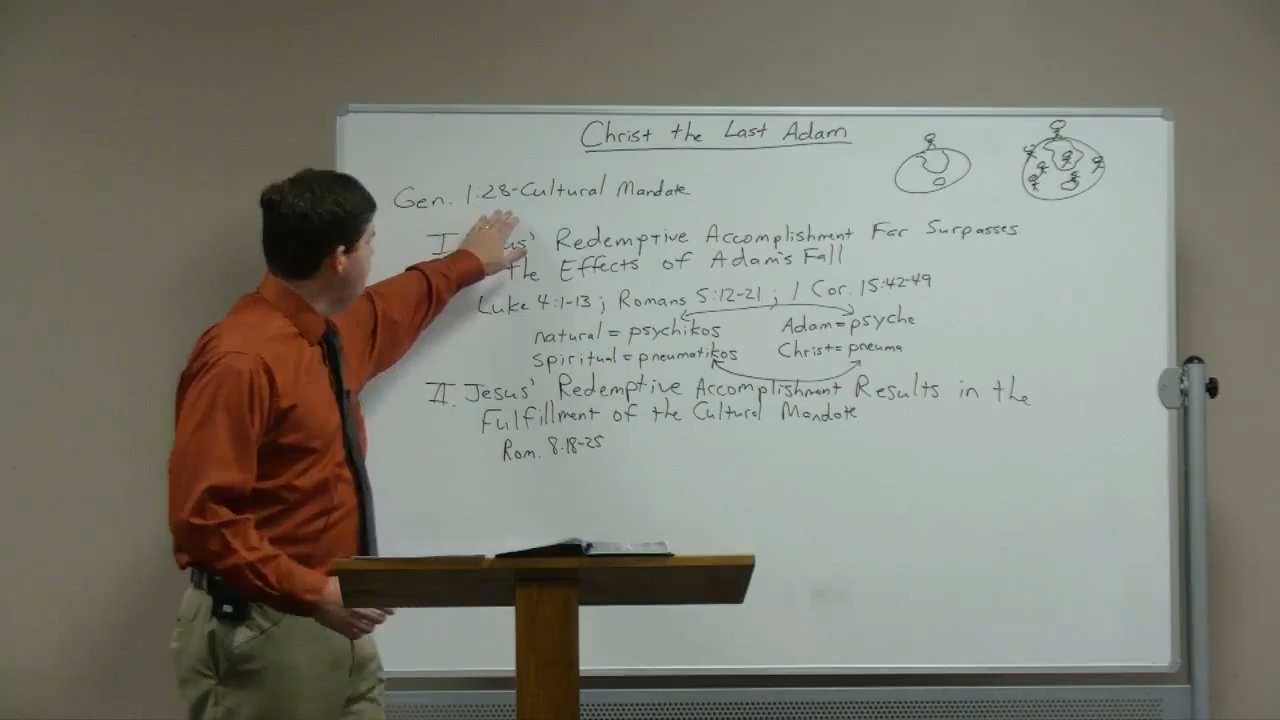 Christ the Last Adam
Gen. 1:28-Cultural Mandate
I. Jesus' Redemptive Accomplishment Far Surpasses
the Effects of Adam's Fall
Luke 4:1-13 ; Romans 5:12-21 ; 1 Cor. 15:42-49
natural = psychikos Adam = psyche
spiritual = pneumatikos Christ = pneuma
II. Jesus' Redemptive Accomplishment Results in the
Fulfillment of the Cultural Mandate
Rom. 8:18-25